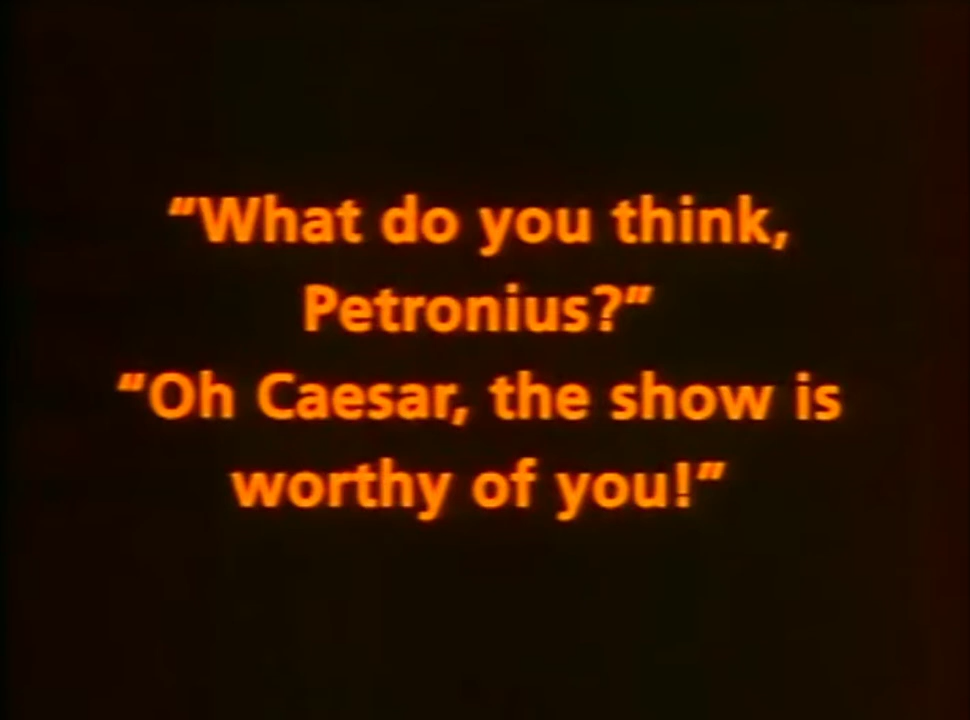 “What do you think,
Petronius?”
“Oh Caesar, the show is
worthy of you!”